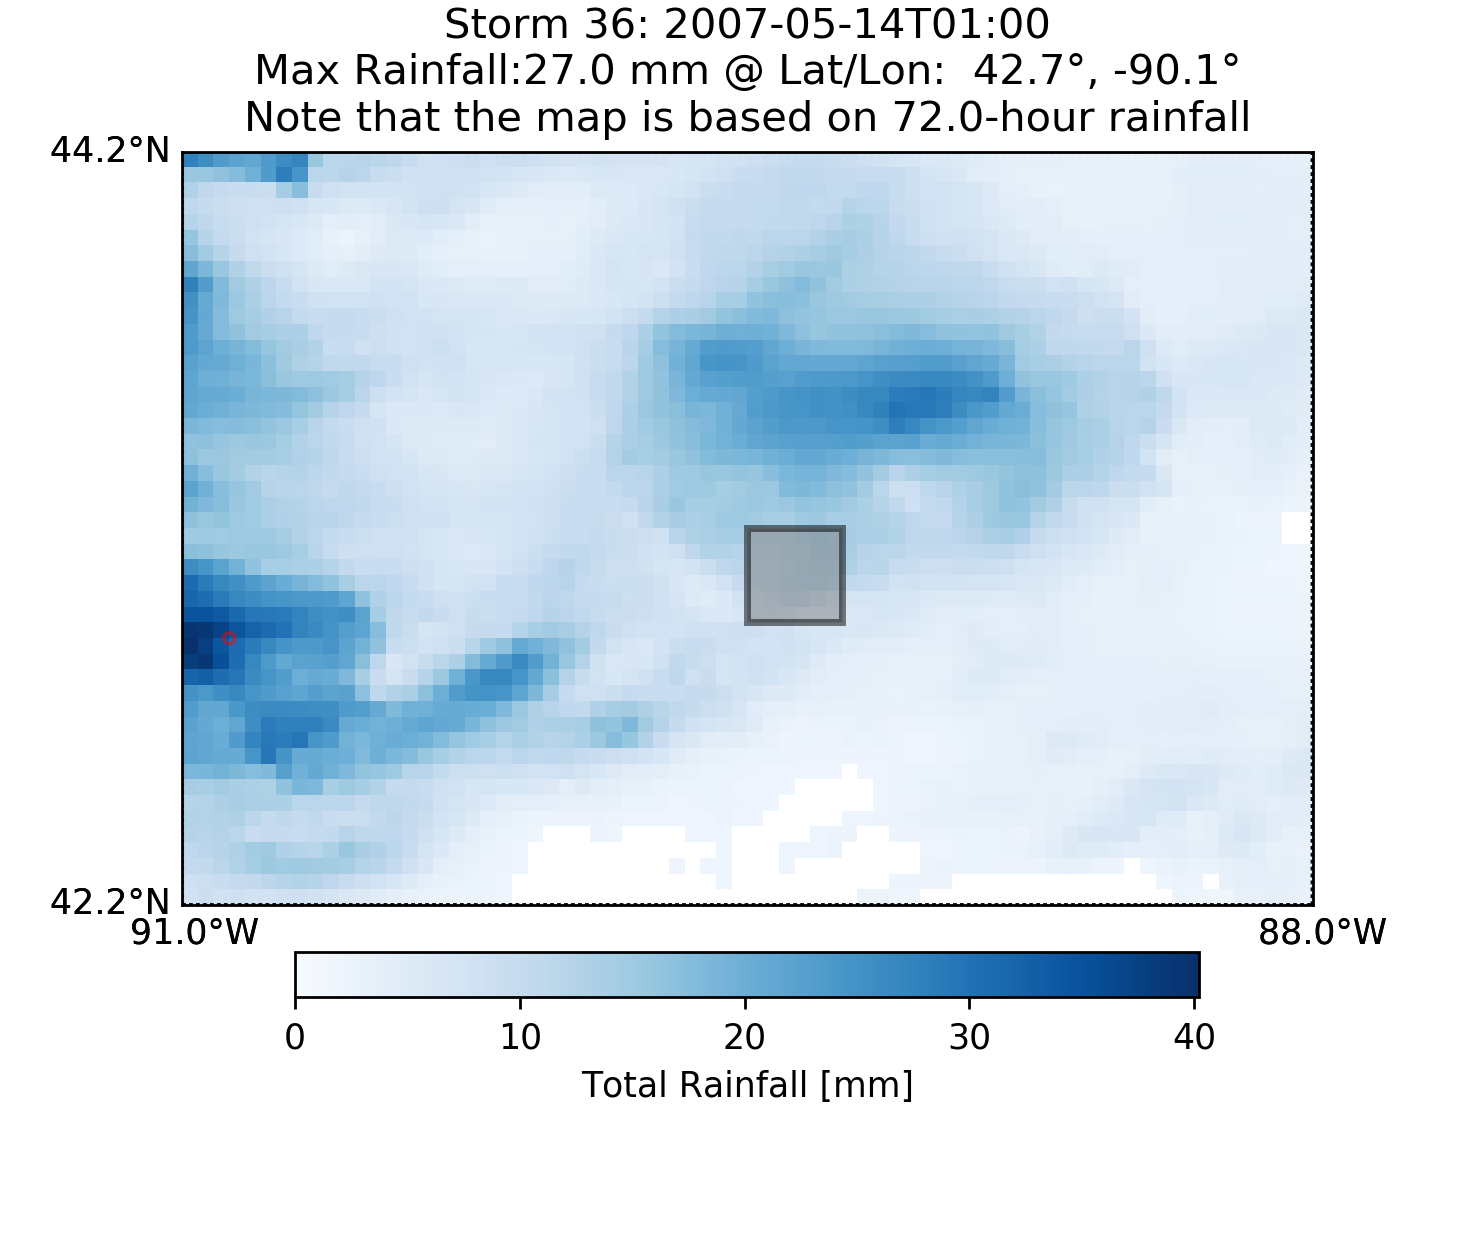 Storm 36: 2007-05-14T01:00
Max Rainfall:27.0 mm @ Lat/Lon:  42.7°, -90.1°
Note that the map is based on 72.0-hour rainfall
44.2°N
42.2°N
91.0°W 88.0°W
0 10 20 30 40
Total Rainfall [mm]